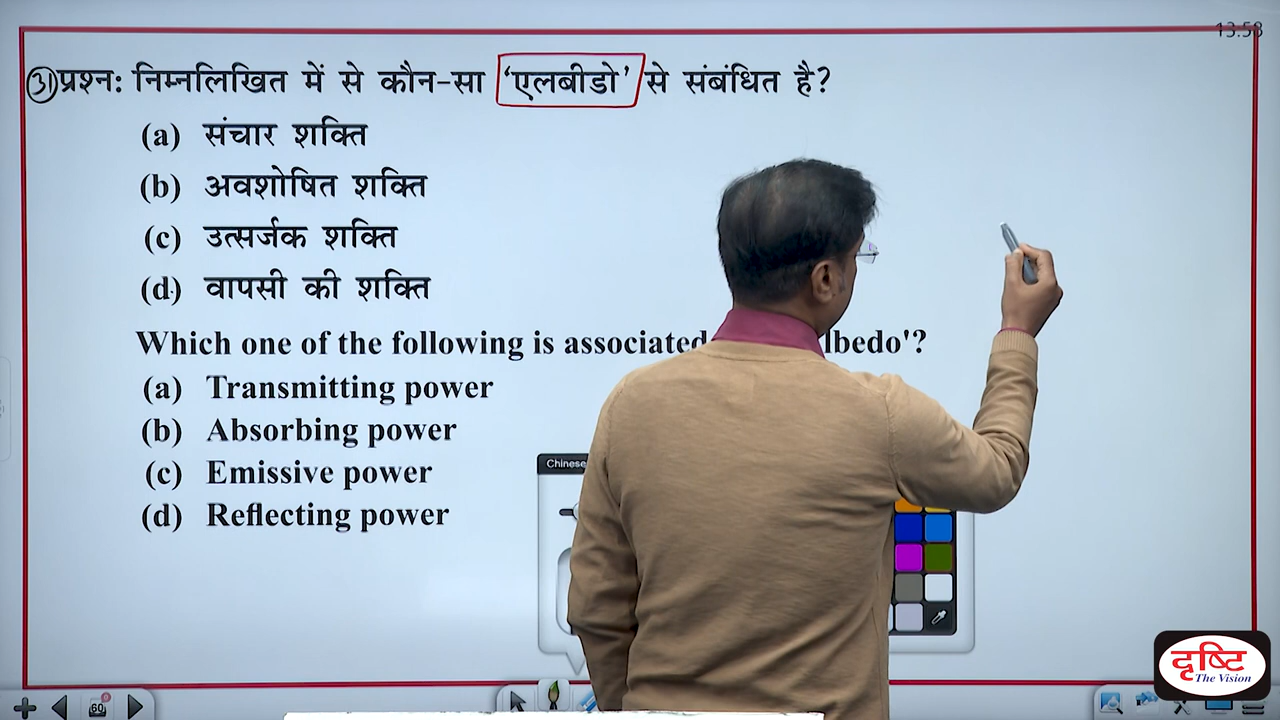 13:58
31 प्रश्न: निम्नलिखित में से कौन-सा 'एलबीडो' से संबंधित है?
(a) संचार शक्ति
(b) अवशोषित शक्ति
(c) उत्सर्जक शक्ति
(d) वापसी की शक्ति
Which one of the following is associated lbedo'?
(a) Transmitting power
(b) Absorbing power
(c) Emissive power
(d) Reflecting power
Chinese
दृष्टि
The Vision
60